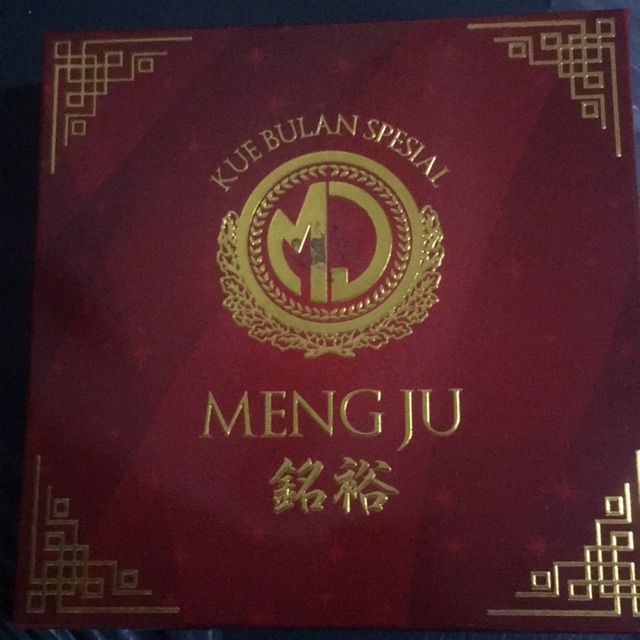 KUE BULAN SPESIAL
MJ
MENG JU
銘裕